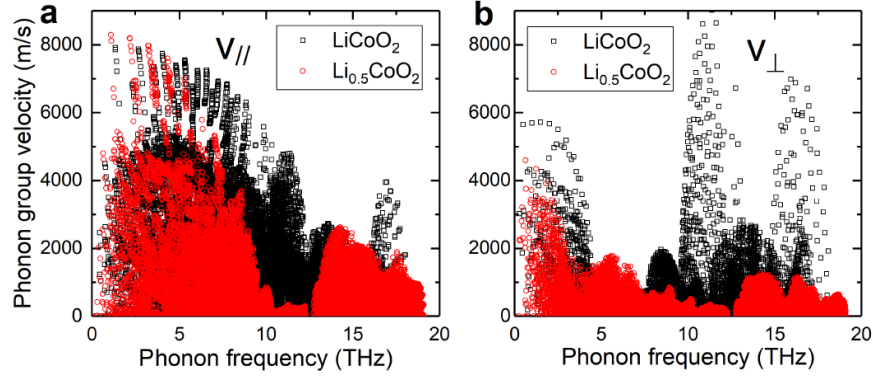 a
V//
LiCoO2
Li0.5CoO2
8000
6000
4000
2000
0
0 5 10 15 20
Phonon group velocity (m/s)
Phonon frequency (THz)
b
V⊥
LiCoO2
Li0.5CoO2
8000
6000
4000
2000
0
0 5 10 15 20
Phonon frequency (THz)